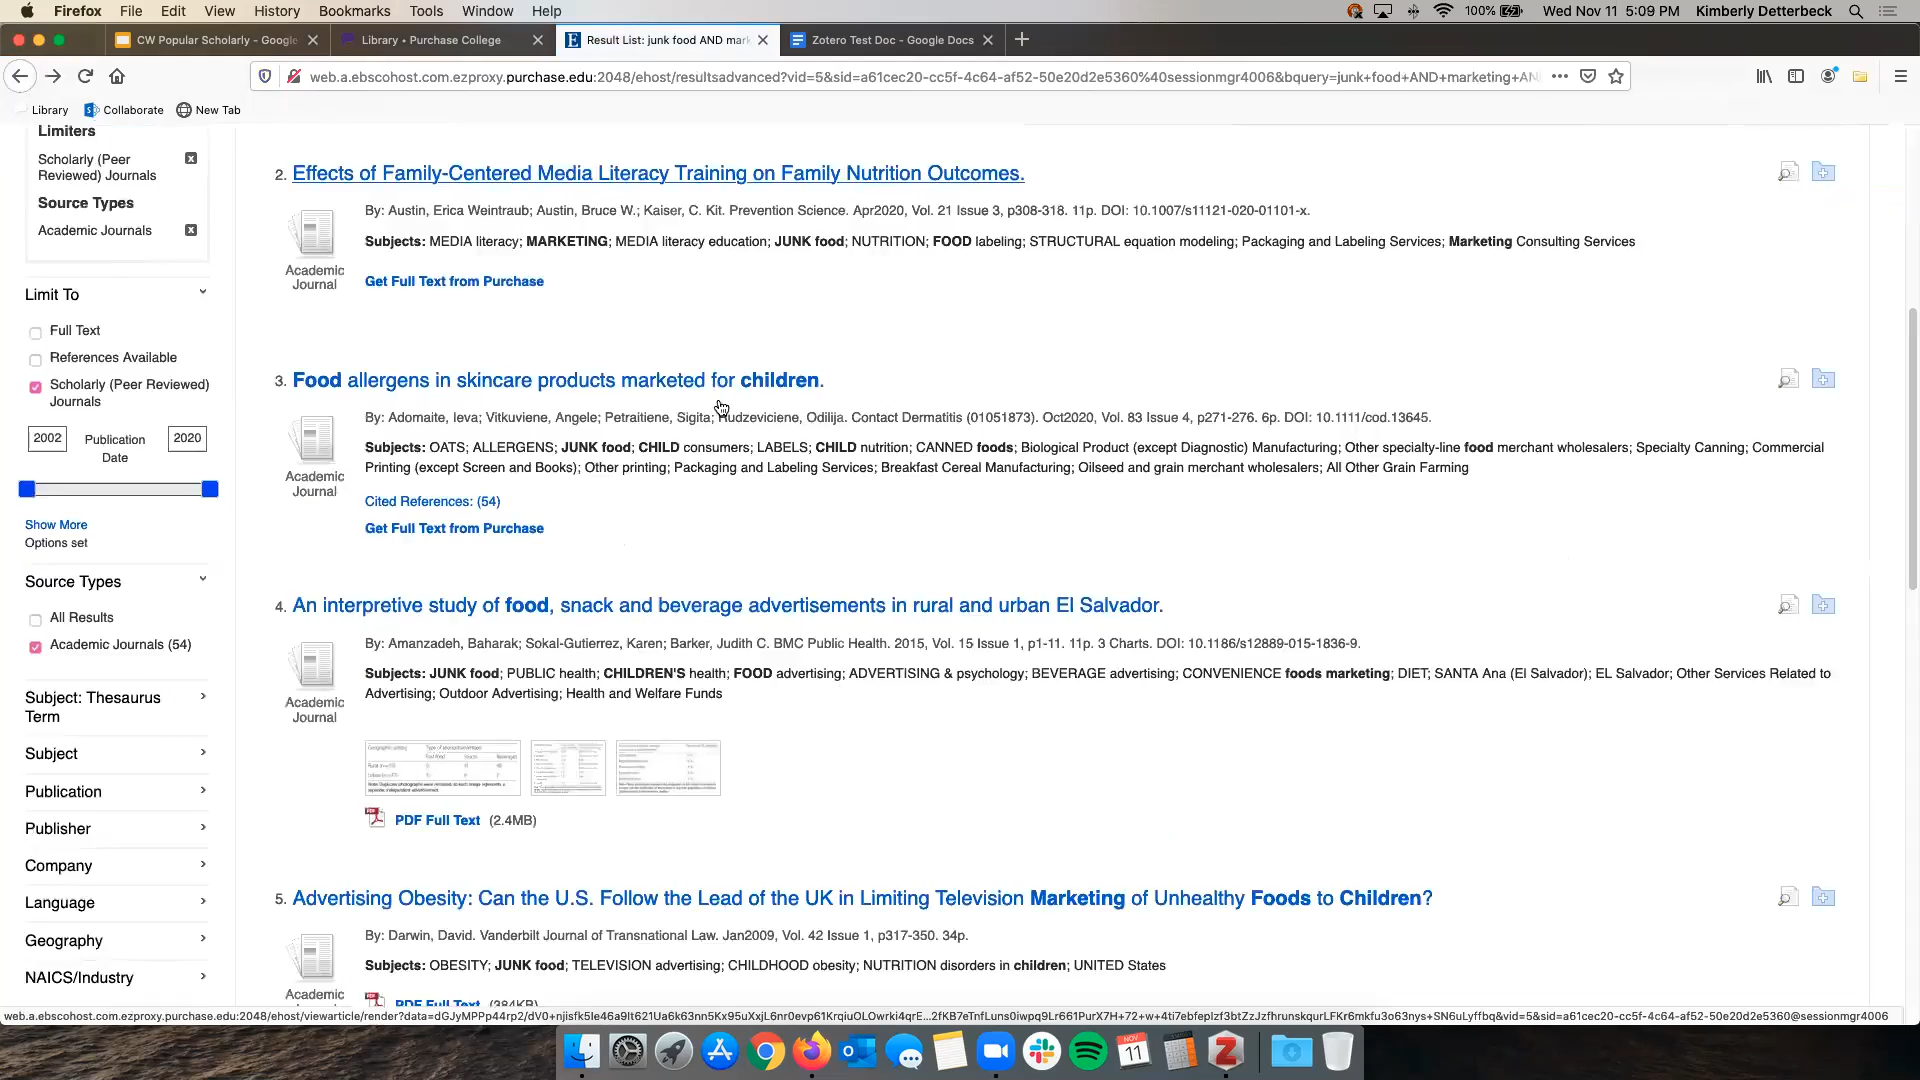 Firefox File Edit View History Bookmarks Tools Window Help 100% Wed Nov 11 5:09 PM Kimberly Detterbeck
CW Popular Scholarly - Google Library • Purchase College Result List: junk food AND mark Zotero Test Doc - Google Docs
web.a.ebscohost.com.ezproxy.purchase.edu:2048/ehost/resultsadvanced?vid=5&sid=a61cec20-cc5f-4c64-af52-50e20d2e5360%40sessionmgr4006&bquery=junk+food+AND+marketing+AN
Library Collaborate New Tab
Limiters
Scholarly (Peer
Reviewed) Journals
Source Types
Academic Journals
Limit To
Full Text
References Available
Scholarly (Peer Reviewed)
Journals
2002 Publication 2020
Date
Show More
Options set
Source Types
All Results
Academic Journals (54)
Subject: Thesaurus
Term
Subject
Publication
Publisher
Company
Language
Geography
NAICS/Industry
2. Effects of Family-Centered Media Literacy Training on Family Nutrition Outcomes.
By: Austin, Erica Weintraub; Austin, Bruce W.; Kaiser, C. Kit. Prevention Science. Apr2020, Vol. 21 Issue 3, p308-318. 11p. DOI: 10.1007/s11121-020-01101-x.
Subjects: MEDIA literacy; MARKETING; MEDIA literacy education; JUNK food; NUTRITION; FOOD labeling; STRUCTURAL equation modeling; Packaging and Labeling Services; Marketing Consulting Services
Academic
Journal
Get Full Text from Purchase
3. Food allergens in skincare products marketed for children.
By: Adomaite, Ieva; Vitkuviene, Angele; Petraitiene, Sigita; Rudzeviciene, Odilija. Contact Dermatitis (01051873). Oct2020, Vol. 83 Issue 4, p271-276. 6p. DOI: 10.1111/cod.13645.
Subjects: OATS; ALLERGENS; JUNK food; CHILD consumers; LABELS; CHILD nutrition; CANNED foods; Biological Product (except Diagnostic) Manufacturing; Other specialty-line food merchant wholesalers; Specialty Canning; Commercial
Printing (except Screen and Books); Other printing; Packaging and Labeling Services; Breakfast Cereal Manufacturing; Oilseed and grain merchant wholesalers; All Other Grain Farming
Academic
Journal
Cited References: (54)
Get Full Text from Purchase
4. An interpretive study of food, snack and beverage advertisements in rural and urban El Salvador.
By: Amanzadeh, Baharak; Sokal-Gutierrez, Karen; Barker, Judith C. BMC Public Health. 2015, Vol. 15 Issue 1, p1-11. 11p. 3 Charts. DOI: 10.1186/s12889-015-1836-9.
Subjects: JUNK food; PUBLIC health; CHILDREN'S health; FOOD advertising; ADVERTISING & psychology; BEVERAGE advertising; CONVENIENCE foods marketing; DIET; SANTA Ana (El Salvador); EL Salvador; Other Services Related to
Advertising; Outdoor Advertising; Health and Welfare Funds
Academic
Journal
PDF Full Text (2.4MB)
5. Advertising Obesity: Can the U.S. Follow the Lead of the UK in Limiting Television Marketing of Unhealthy Foods to Children?
By: Darwin, David. Vanderbilt Journal of Transnational Law. Jan2009, Vol. 42 Issue 1, p317-350. 34p.
Subjects: OBESITY; JUNK food; TELEVISION advertising; CHILDHOOD obesity; NUTRITION disorders in children; UNITED States
Academic
PDF Full Text (384KB)
NOV
11